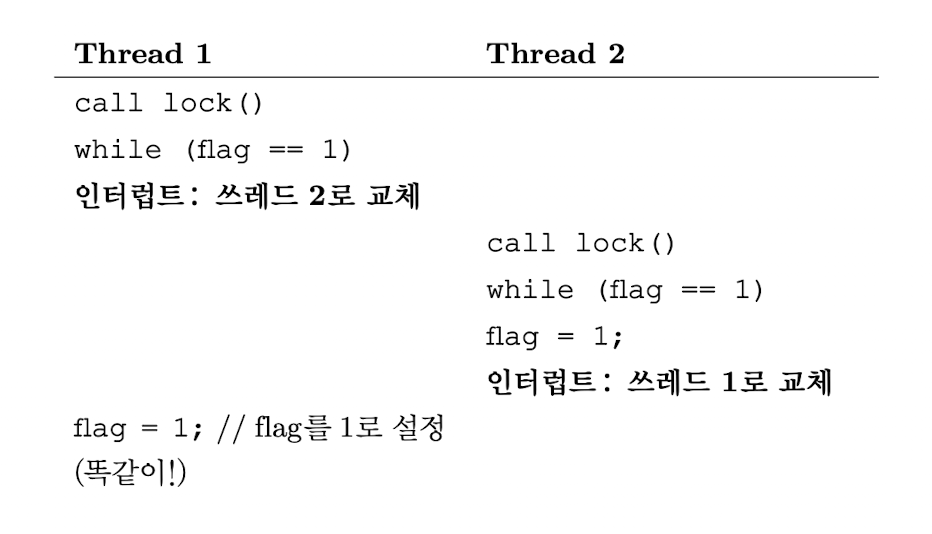 Thread 1 Thread 2
call lock()
while (flag == 1)
인터럽트: 쓰레드 2로 교체
call lock()
while (flag == 1)
flag = 1;
인터럽트: 쓰레드 1로 교체
flag = 1; // flag를 1로 설정
(똑같이!)